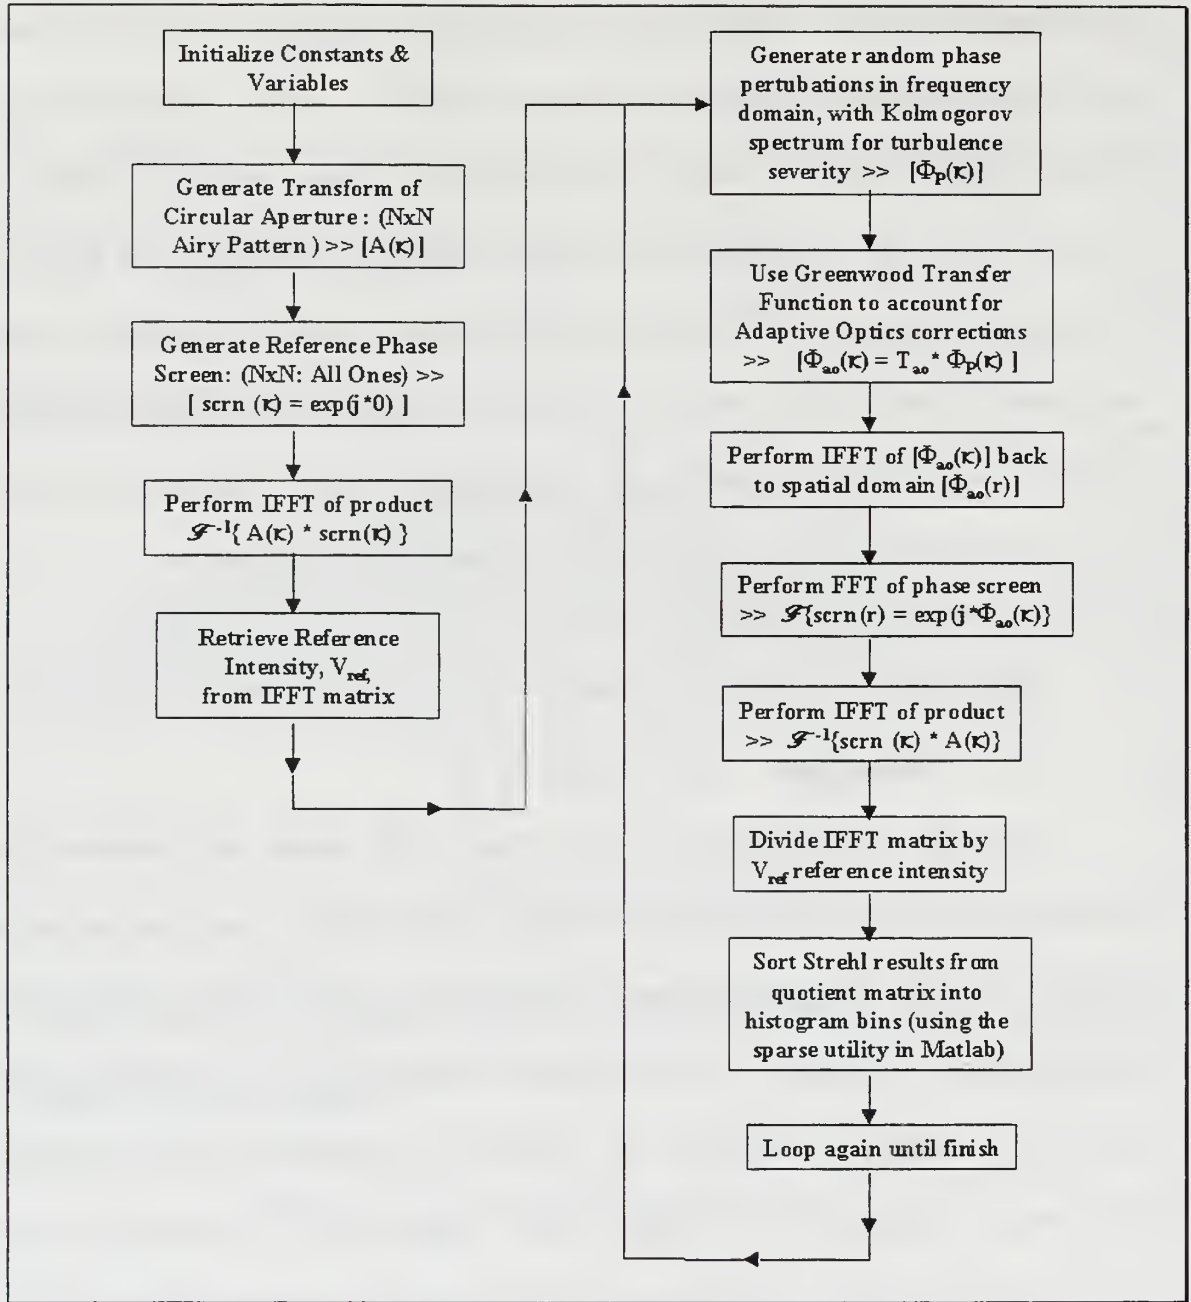 Initialize Constants &
Variables
Generate Transform of
Circular Aperture : (NxN
Airy Pattern ) >> [A(κ)]
Generate Reference Phase
Screen: (NxN: All Ones) >>
[ scrn (κ) = exp(j*0) ]
Perform IFFT of product
ℱ⁻¹{ A(κ) * scrn(κ) }
Retrieve Reference
Intensity, V_ref,
from IFFT matrix
Generate random phase
pertubations in frequency
domain, with Kolmogorov
spectrum for turbulence
severity >> [Φ_P(κ)]
Use Greenwood Transfer
Function to account for
Adaptive Optics corrections
>> [Φ_ao(κ) = T_ao* Φ_P(κ) ]
Perform IFFT of [Φ_ao(κ)] back
to spatial domain [Φ_ao(r)]
Perform FFT of phase screen
>> ℱ{scrn(r) = exp(j*Φ_ao(κ)}
Perform IFFT of product
>> ℱ⁻¹{scrn (κ) * A(κ)}
Divide IFFT matrix by
V_ref reference intensity
Sort Strehl results from
quotient matrix into
histogram bins (using the
sparse utility in Matlab)
Loop again until finish